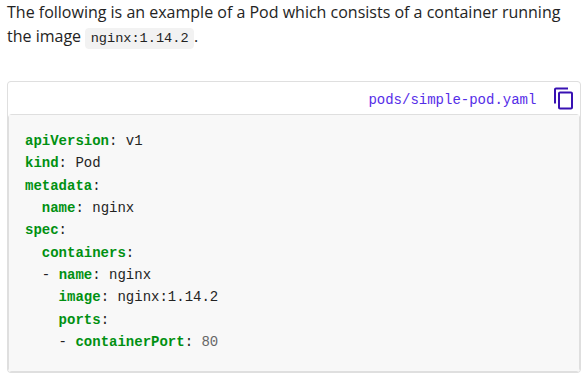 The following is an example of a Pod which consists of a container running
the image nginx:1.14.2.
pods/simple-pod.yaml
apiVersion: v1
kind: Pod
metadata:
  name: nginx
spec:
  containers:
  - name: nginx
    image: nginx:1.14.2
    ports:
    - containerPort: 80